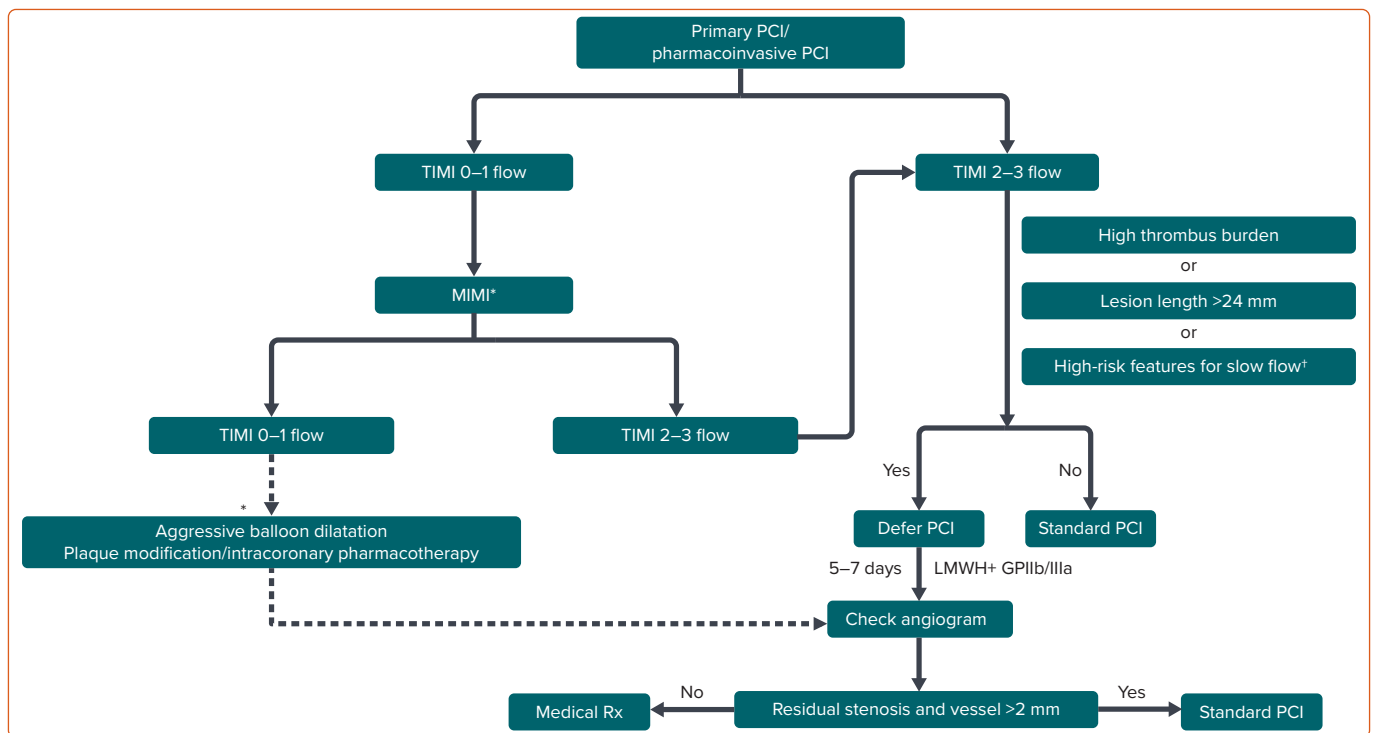 Primary PCI/
pharmacoinvasive PCI
TIMI 0–1 flow
TIMI 2–3 flow
High thrombus burden
or
MIMI*
Lesion length >24 mm
or
High-risk features for slow flow†
TIMI 0–1 flow
TIMI 2–3 flow
Yes
No
*
Aggressive balloon dilatation
Plaque modification/intracoronary pharmacotherapy
Defer PCI
Standard PCI
5–7 days
LMWH+ GPIIb/IIIa
Check angiogram
No
Yes
Medical Rx
Residual stenosis and vessel >2 mm
Standard PCI